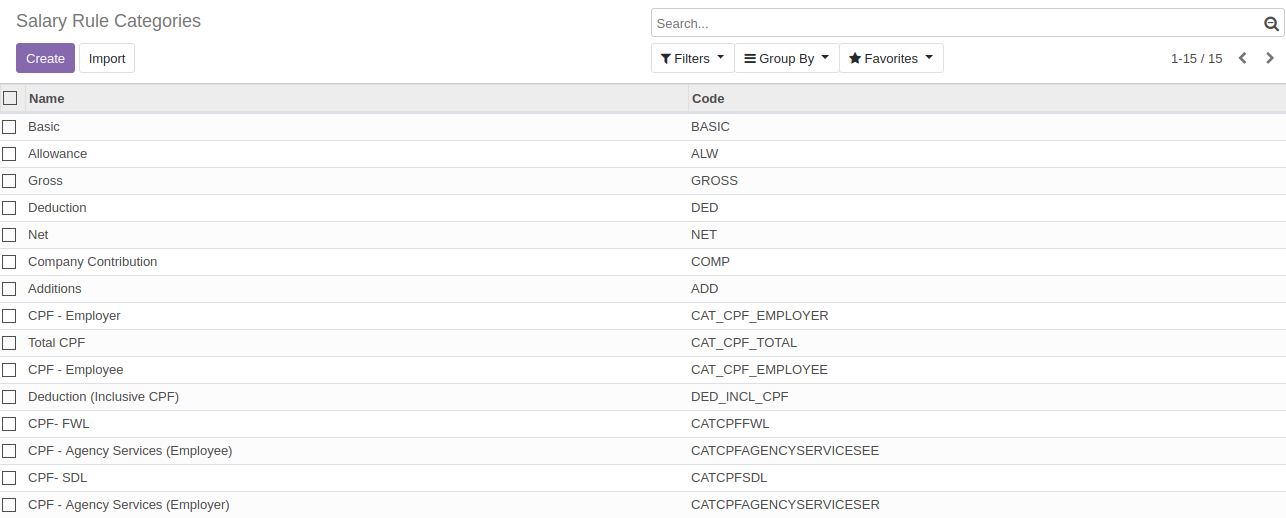 Salary Rule Categories
Search...
Create Import Filters Group By Favorites 1-15 / 15
Name Code
Basic BASIC
Allowance ALW
Gross GROSS
Deduction DED
Net NET
Company Contribution COMP
Additions ADD
CPF - Employer CAT_CPF_EMPLOYER
Total CPF CAT_CPF_TOTAL
CPF - Employee CAT_CPF_EMPLOYEE
Deduction (Inclusive CPF) DED_INCL_CPF
CPF- FWL CATCPFFWL
CPF - Agency Services (Employee) CATCPFAGENCYSERVICESEE
CPF- SDL CATCPFSDL
CPF - Agency Services (Employer) CATCPFAGENCYSERVICESER